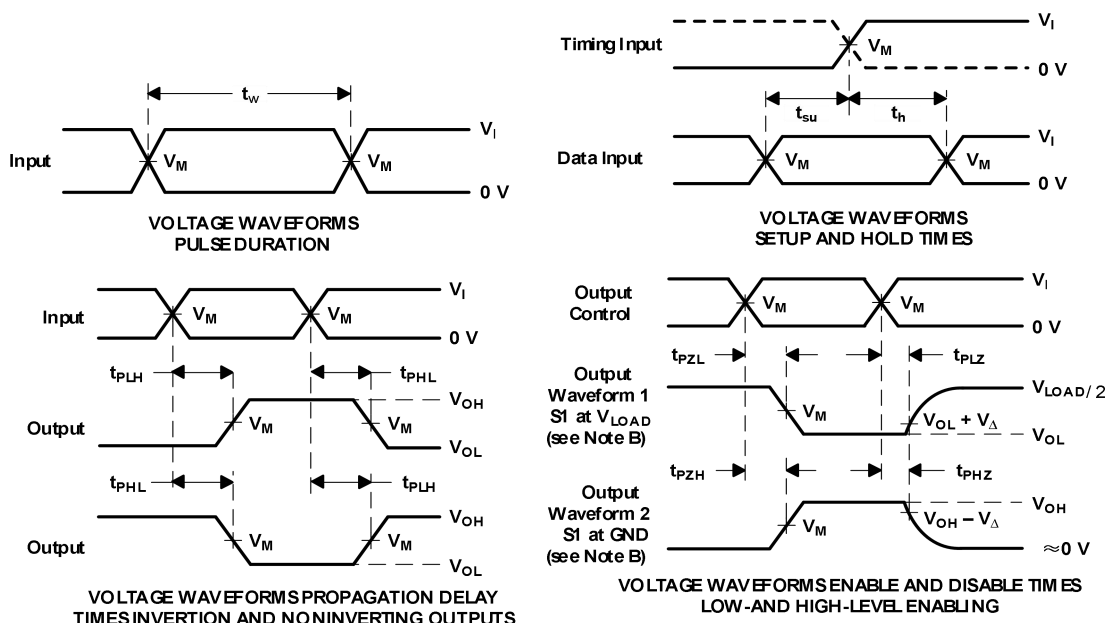 t_w
V_I
Input
V_M
V_M
0 V
VOLTAGE WAVEFORMS
PULSE DURATION
V_I
Timing Input
V_M
0 V
t_su
t_h
V_I
Data Input
V_M
V_M
0 V
VOLTAGE WAVEFORMS
SETUP AND HOLD TIMES
V_I
Input
V_M
V_M
0 V
t_PLH
t_PHL
V_OH
Output
V_M
V_M
V_OL
t_PHL
t_PLH
V_OH
Output
V_M
V_M
V_OL
VOLTAGE WAVEFORMS PROPAGATION DELAY
TIMES INVERTION AND NONINVERTING OUTPUTS
V_I
Output
Control
V_M
V_M
0 V
t_PZL
t_PLZ
Output
Waveform 1
S1 at V_LOAD
(see Note B)
V_LOAD/2
V_M
V_OL + V_Δ
V_OL
t_PZH
t_PHZ
Output
Waveform 2
S1 at GND
(see Note B)
V_OH
V_M
V_OH – V_Δ
≈0 V
VOLTAGE WAVEFORMS ENABLE AND DISABLE TIMES
LOW-AND HIGH-LEVEL ENABLING